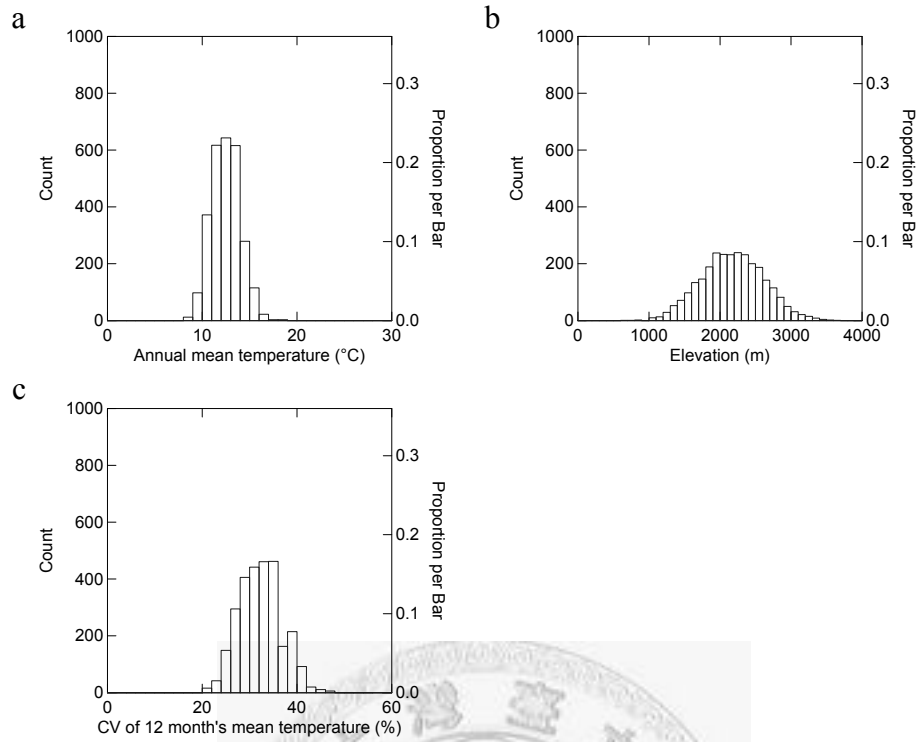 a
1000
800
600
400
200
0
Count
0.3
0.2
0.1
0.0
Proportion per Bar
0 10 20 30
Annual mean temperature (°C)
b
1000
800
600
400
200
0
Count
0.3
0.2
0.1
0.0
Proportion per Bar
0 1000 2000 3000 4000
Elevation (m)
c
1000
800
600
400
200
0
Count
0.3
0.2
0.1
0.0
Proportion per Bar
0 20 40 60
CV of 12 month's mean temperature (%)